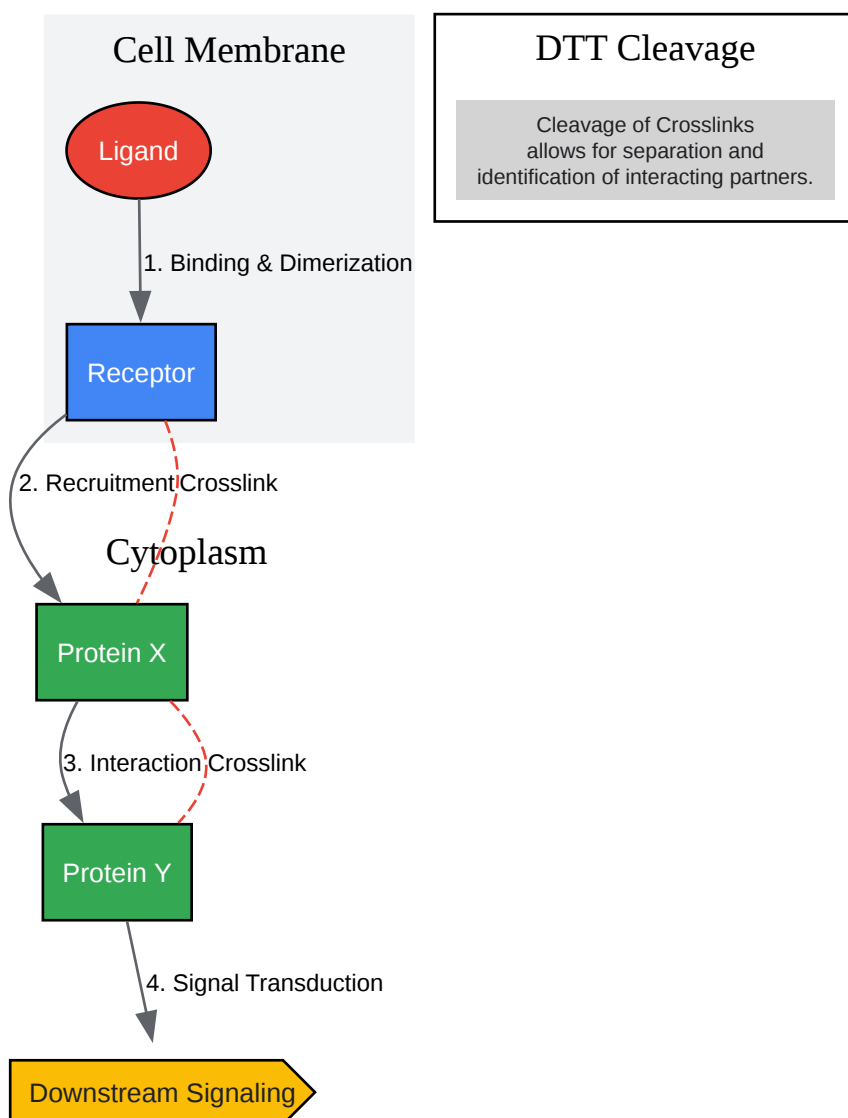 Cell Membrane
Ligand
1. Binding & Dimerization
Receptor
2. Recruitment
Crosslink
Cytoplasm
Protein X
3. Interaction
Crosslink
Protein Y
4. Signal Transduction
Downstream Signaling
DTT Cleavage
Cleavage of Crosslinks
allows for separation and
identification of interacting partners.